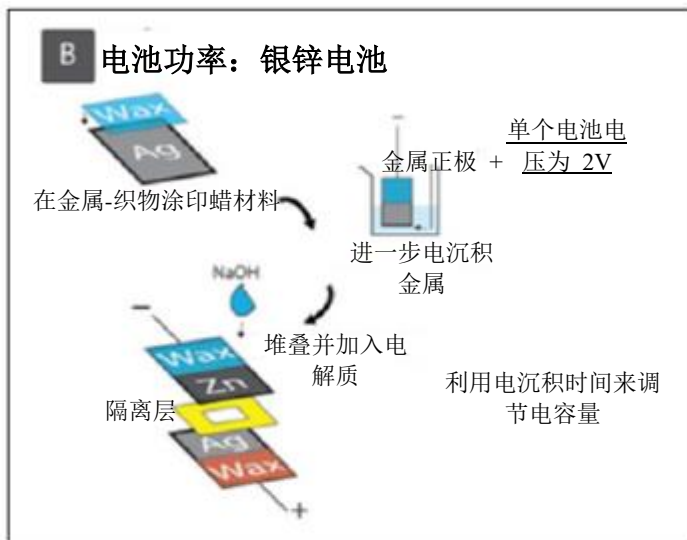 B 电池功率：银锌电池
Wax
Ag
在金属-织物涂印蜡材料
−
金属正极 +
单个电池电
压为 2V
进一步电沉积
金属
NaOH
堆叠并加入电
解质
−
Wax
Zn
隔离层
Ag
Wax
+
利用电沉积时间来调
节电容量